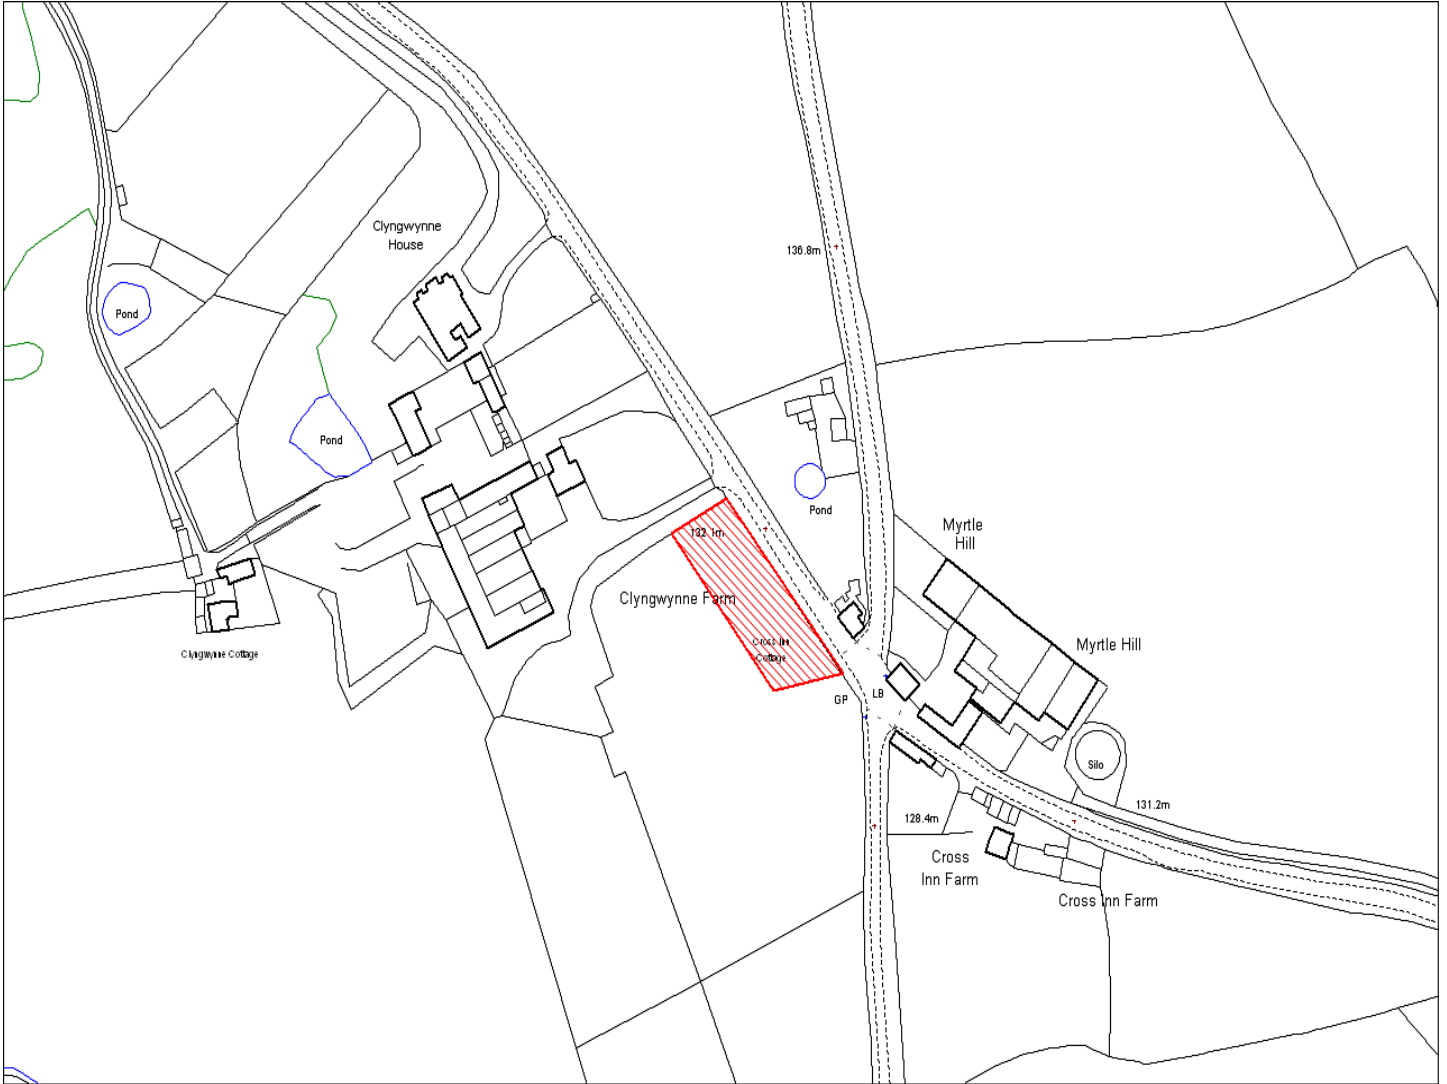 Clyngwynne
House
136.8m
Pond
Pond
Pond
Myrtle
Hill
132.1m
Clyngwynne Farm
Cross Inn
Cottage
Myrtle Hill
Clyngwynne Cottage
GP
LB
Silo
131.2m
128.4m
Cross
Inn Farm
Cross Inn Farm